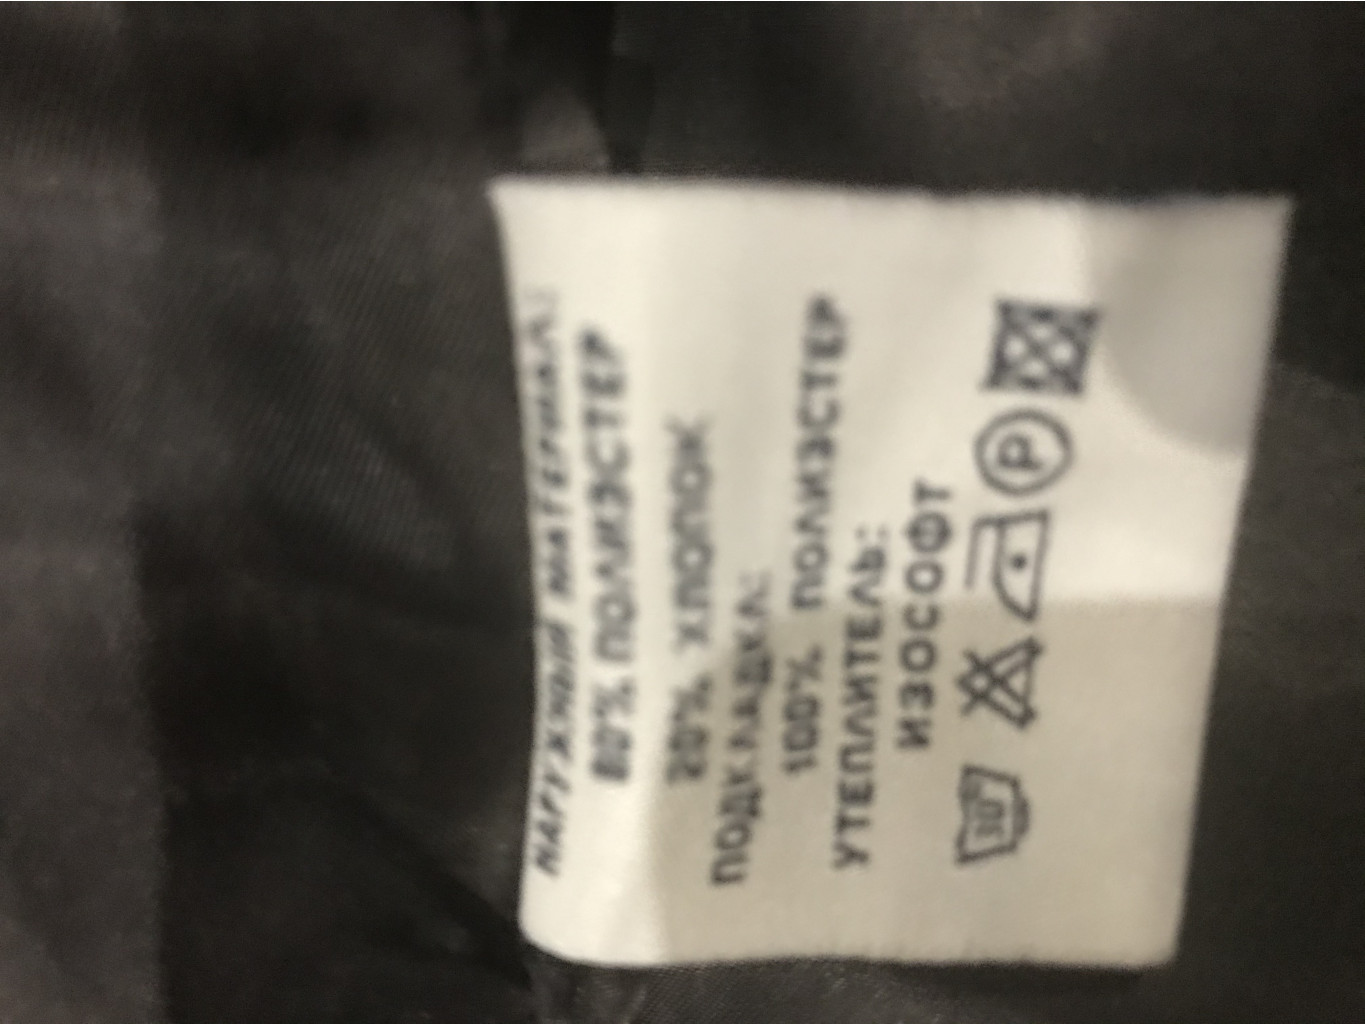 НАРУЖНЫЙ МАТЕРИАЛ:
80% ПОЛИЭСТЕР
20% ХЛОПОК
ПОДКЛАДКА:
100% ПОЛИЭСТЕР
УТЕПЛИТЕЛЬ:
ИЗОСОФТ
30° P